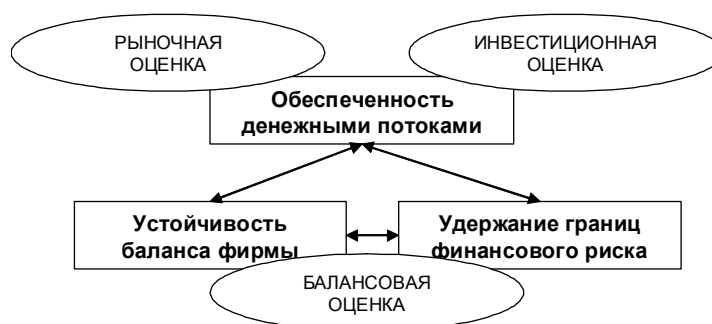 РЫНОЧНАЯ
ОЦЕНКА
ИНВЕСТИЦИОННАЯ
ОЦЕНКА
Обеспеченность
денежными потоками
Устойчивость
баланса фирмы
Удержание границ
финансового риска
БАЛАНСОВАЯ
ОЦЕНКА